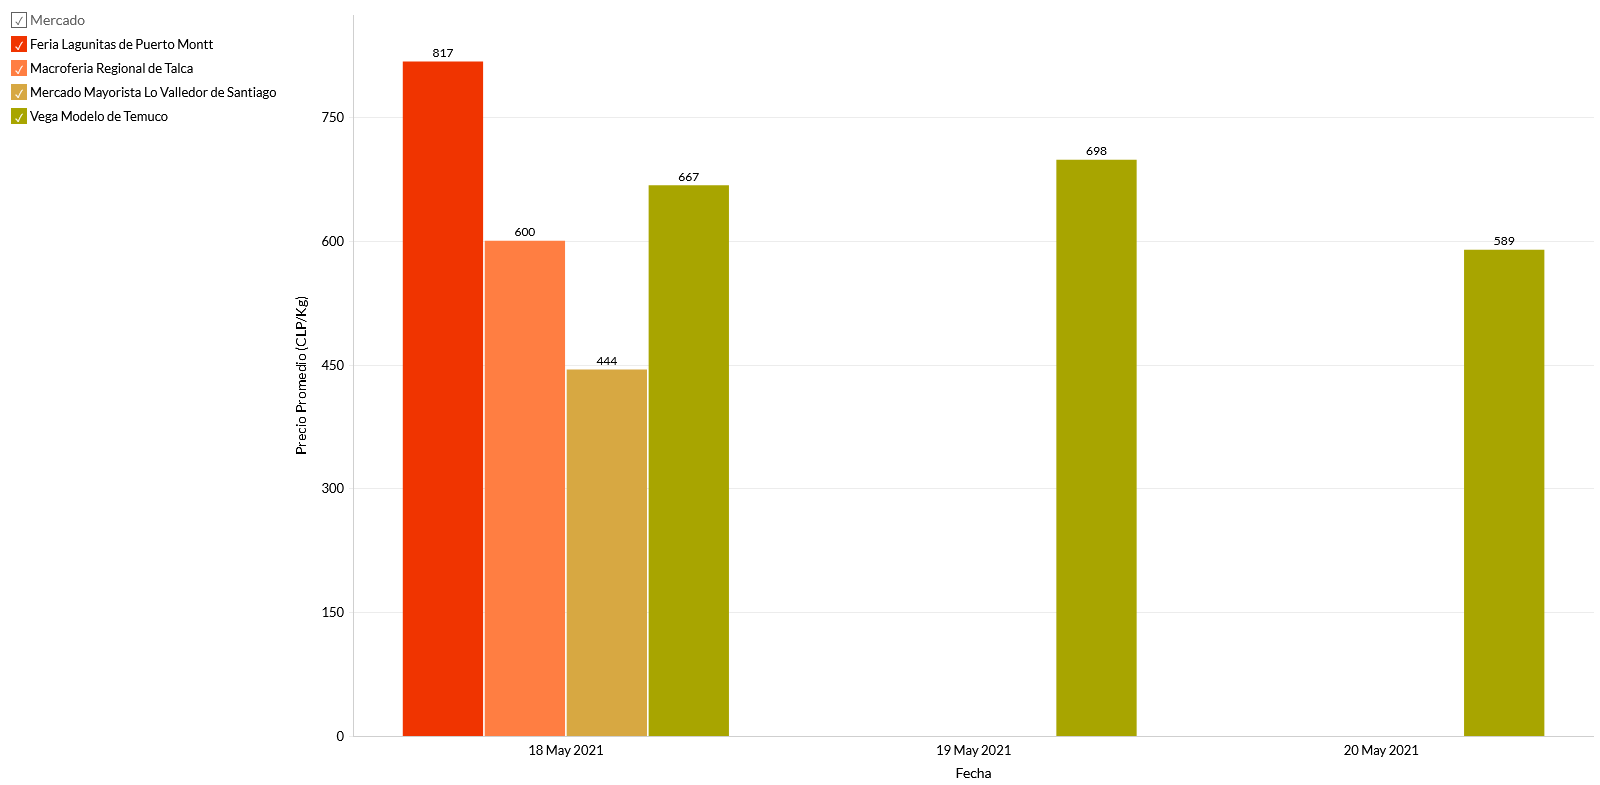 Mercado
Feria Lagunitas de Puerto Montt
Macroferia Regional de Talca
Mercado Mayorista Lo Valledor de Santiago
Vega Modelo de Temuco
Precio Promedio (CLP/Kg)
750
600
450
300
150
0
817
600
444
667
698
589
18 May 2021
19 May 2021
20 May 2021
Fecha